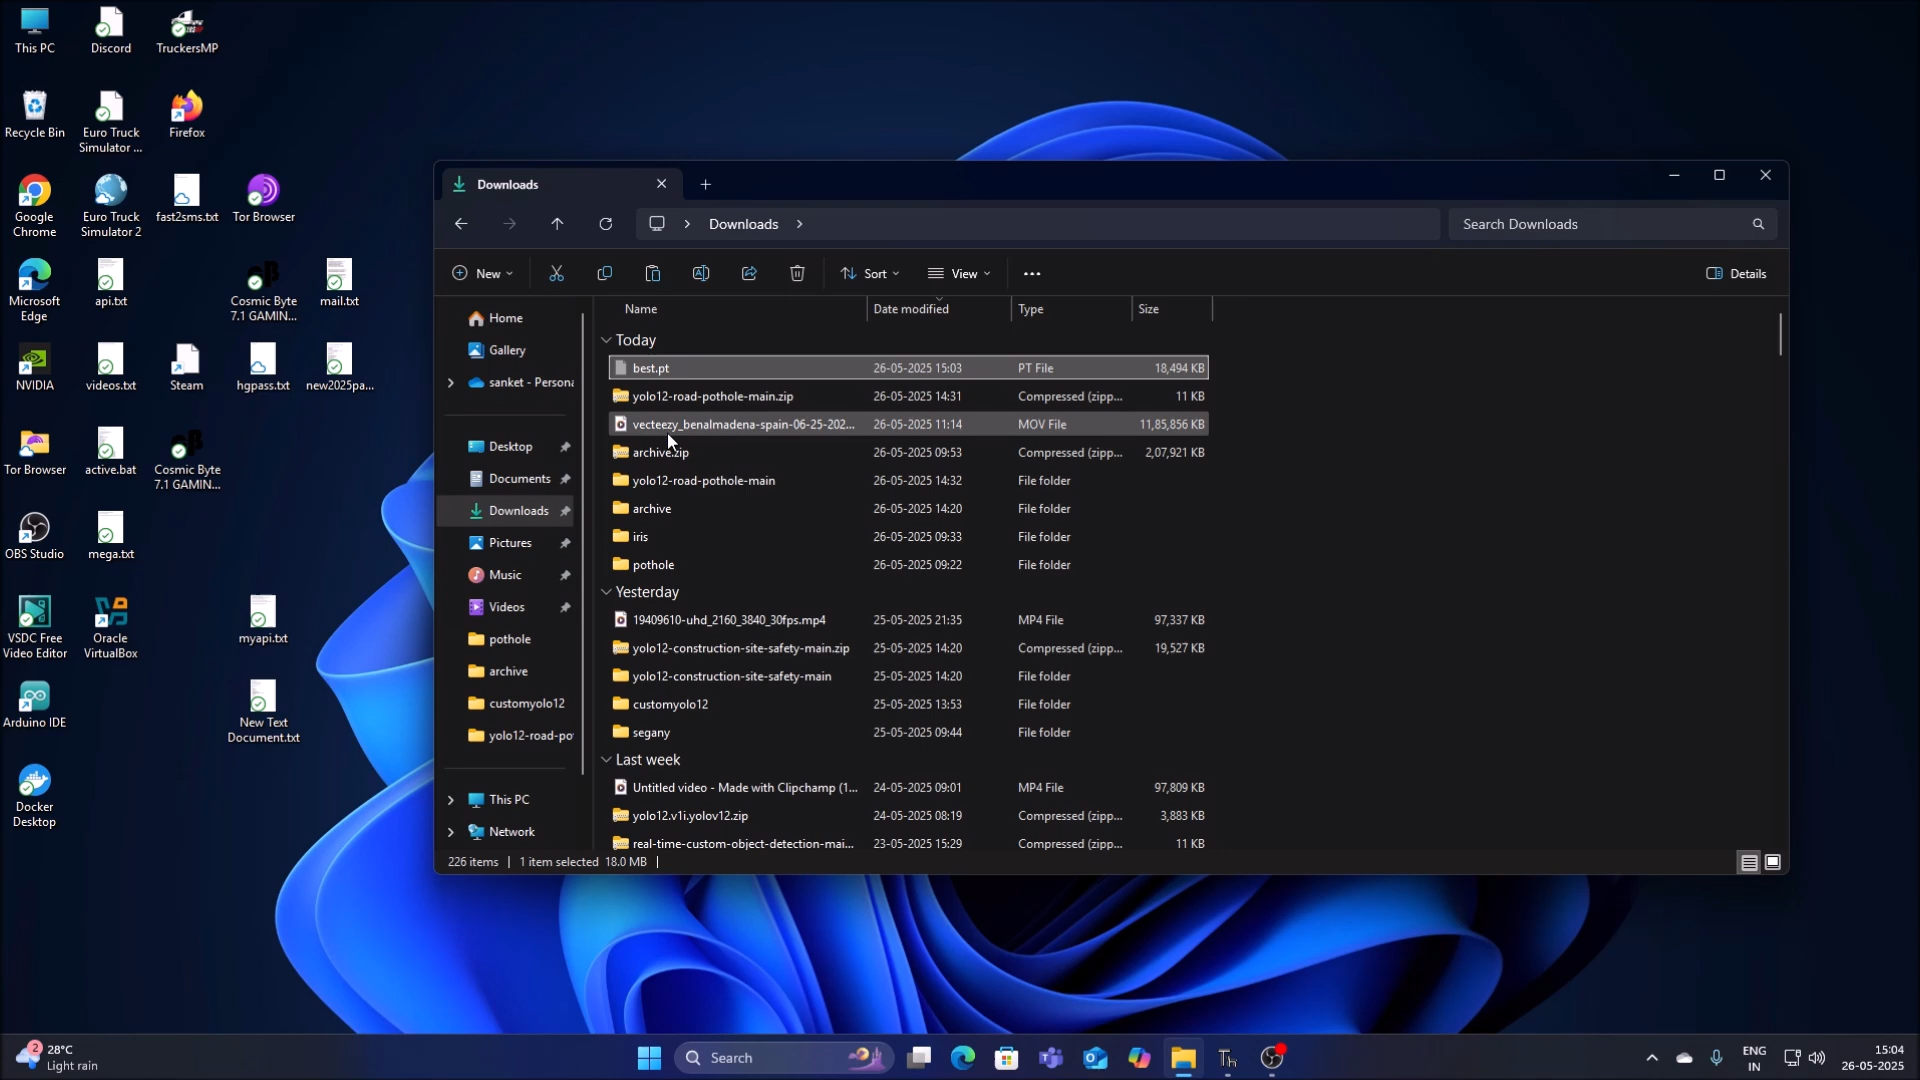 This PC
Discord
TruckersMP
Recycle Bin
Euro Truck
Simulator ...
Firefox
Google
Chrome
Euro Truck
Simulator 2
fast2sms.txt
Tor Browser
Microsoft
Edge
api.txt
Cosmic Byte
7.1 GAMIN...
mail.txt
NVIDIA
videos.txt
Steam
hgpass.txt
new2025pa...
Tor Browser
active.bat
Cosmic Byte
7.1 GAMIN...
OBS Studio
mega.txt
VSDC Free
Video Editor
Oracle
VirtualBox
myapi.txt
Arduino IDE
New Text
Document.txt
Docker
Desktop
Downloads
Downloads
Search Downloads
New
Sort
View
Details
Home
Gallery
sanket - Persona
Desktop
Documents
Downloads
Pictures
Music
Videos
pothole
archive
customyolo12
yolo12-road-po
This PC
Network
Name Date modified Type Size
Today
best.pt 26-05-2025 15:03 PT File 18,494 KB
yolo12-road-pothole-main.zip 26-05-2025 14:31 Compressed (zipp... 11 KB
vecteezy_benalmadena-spain-06-25-202... 26-05-2025 11:14 MOV File 11,85,856 KB
archive.zip 26-05-2025 09:53 Compressed (zipp... 2,07,921 KB
yolo12-road-pothole-main 26-05-2025 14:32 File folder
archive 26-05-2025 14:20 File folder
iris 26-05-2025 09:33 File folder
pothole 26-05-2025 09:22 File folder
Yesterday
19409610-uhd_2160_3840_30fps.mp4 25-05-2025 21:35 MP4 File 97,337 KB
yolo12-construction-site-safety-main.zip 25-05-2025 14:20 Compressed (zipp... 19,527 KB
yolo12-construction-site-safety-main 25-05-2025 14:20 File folder
customyolo12 25-05-2025 13:53 File folder
segany 25-05-2025 09:44 File folder
Last week
Untitled video - Made with Clipchamp (1... 24-05-2025 09:01 MP4 File 97,809 KB
yolo12.v1i.yolov12.zip 24-05-2025 08:19 Compressed (zipp... 3,883 KB
real-time-custom-object-detection-mai... 23-05-2025 15:29 Compressed (zipp... 11 KB
226 items 1 item selected 18.0 MB
2
28°C
Light rain
Search
ENG
IN
15:04
26-05-2025